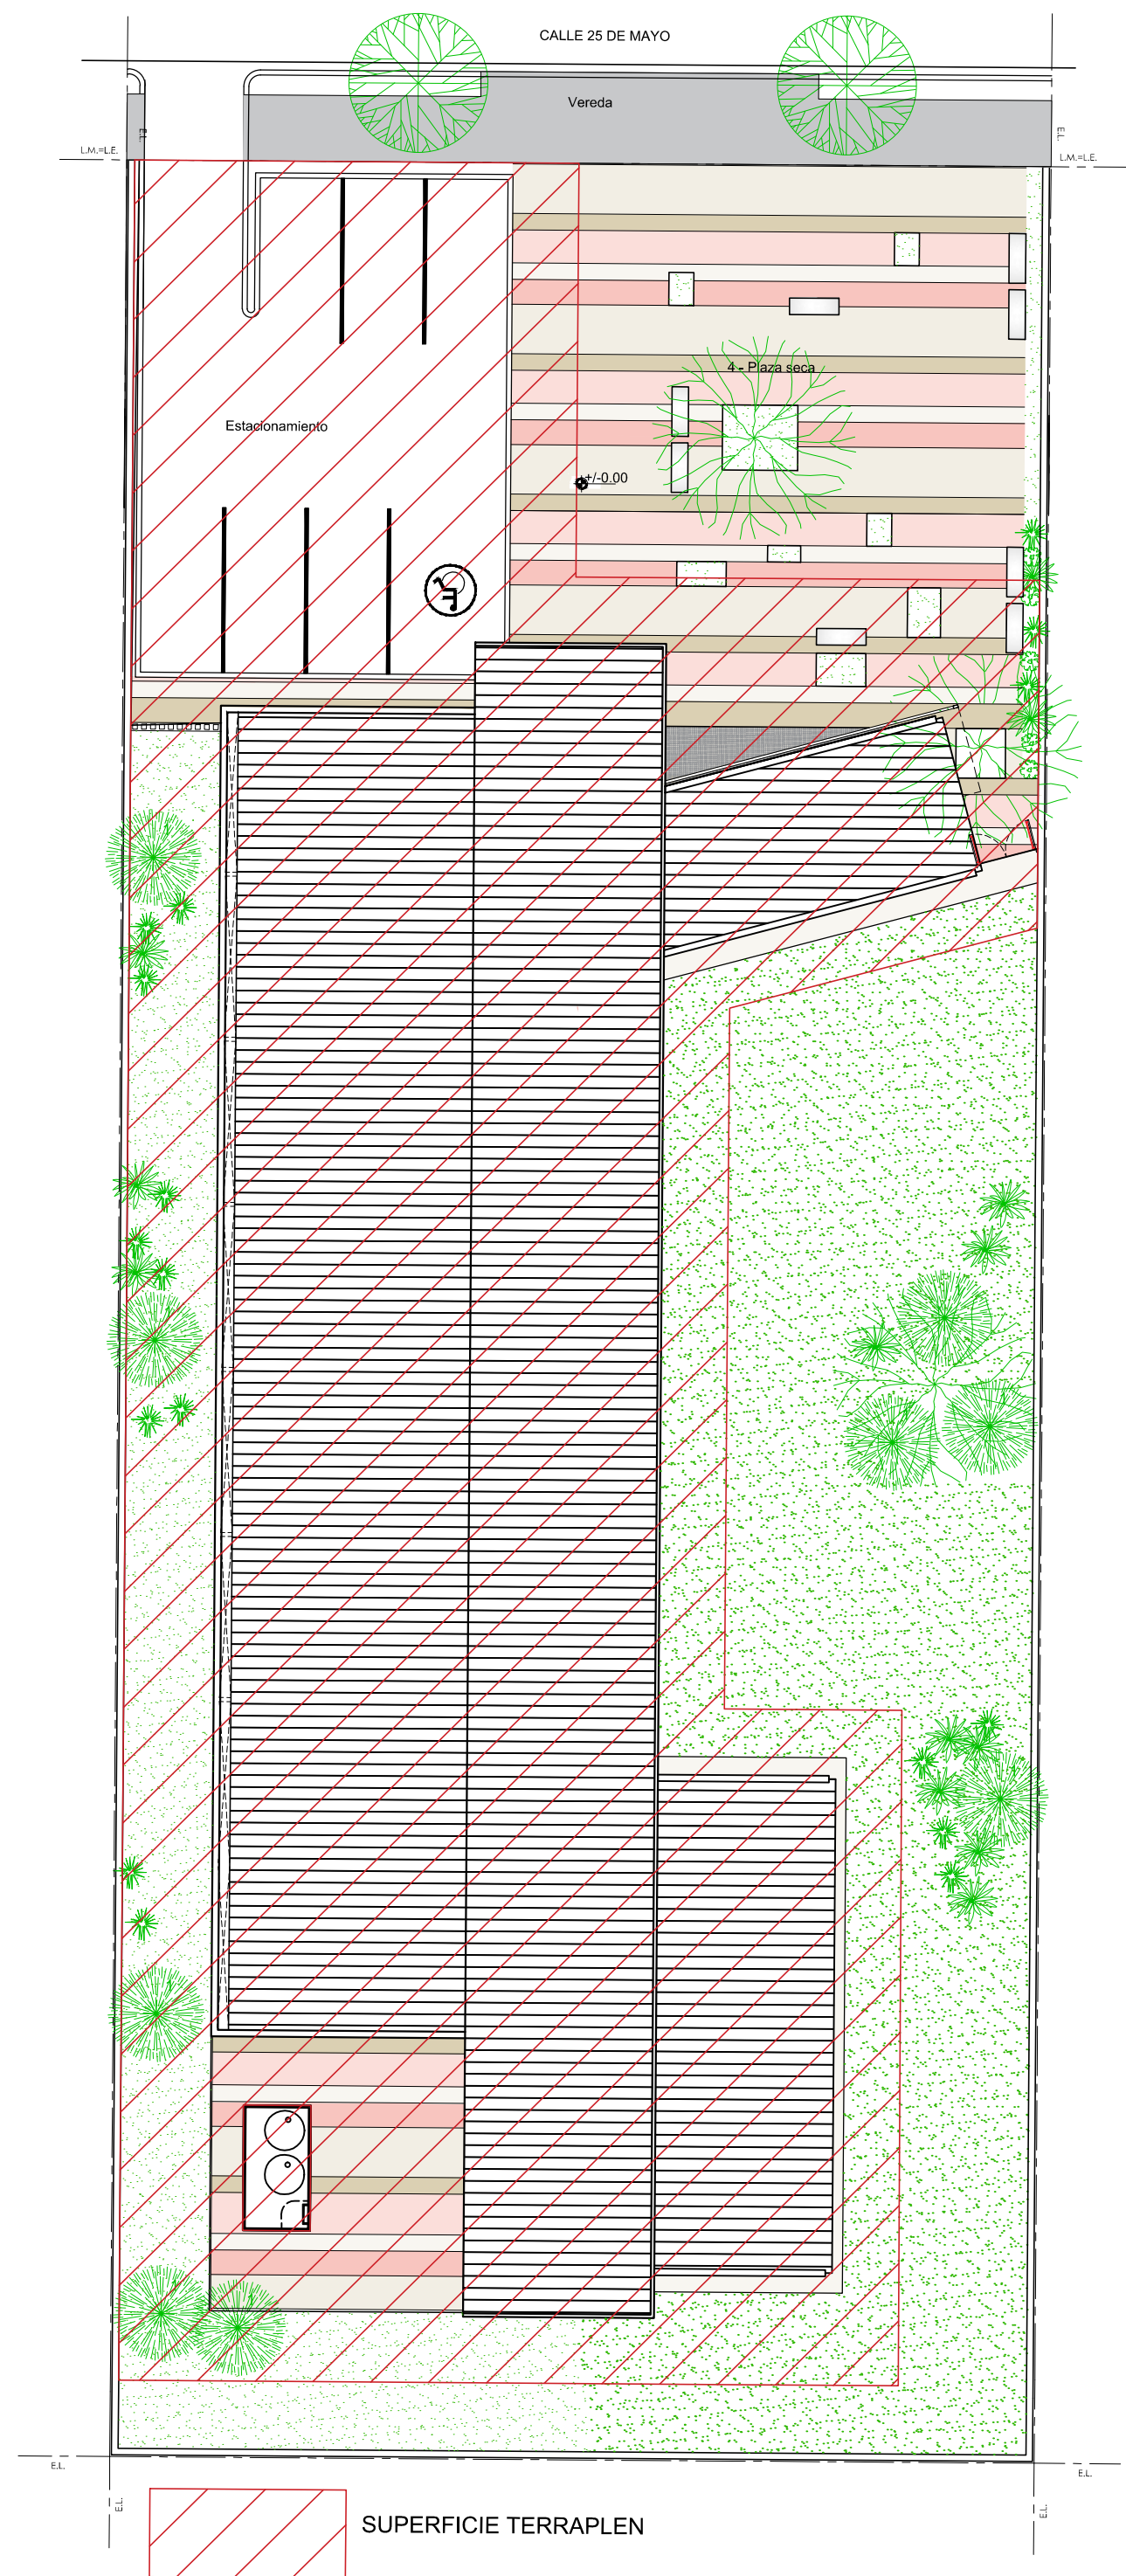 CALLE 25 DE MAYO
Vereda
E.L.
E.L.
L.M.=L.E.
L.M.=L.E.
4 - Plaza seca
Estacionamiento
+/-0.00
E.L.
E.L.
E.L.
E.L.
SUPERFICIE TERRAPLEN